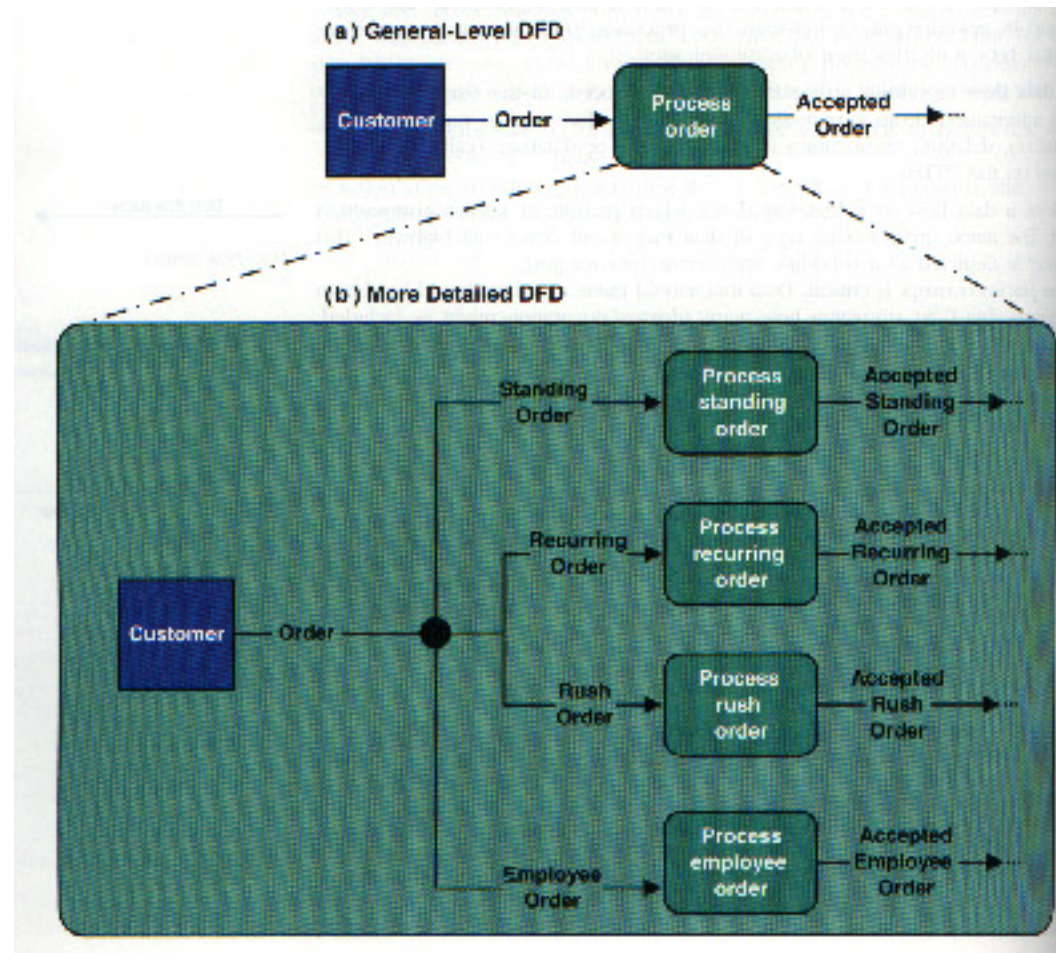 (a) General-Level DFD
Customer
Order
Process
order
Accepted
Order
(b) More Detailed DFD
Standing
Order
Process
standing
order
Accepted
Standing
Order
Recurring
Order
Process
recurring
order
Accepted
Recurring
Order
Customer
Order
Rush
Order
Process
rush
order
Accepted
Rush
Order
Employee
Order
Process
employee
order
Accepted
Employee
Order